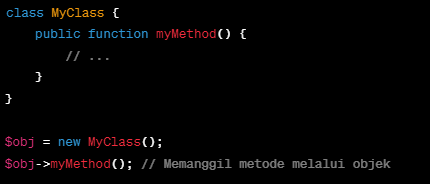 class MyClass {
    public function myMethod() {
        // ...
    }
}

$obj = new MyClass();
$obj->myMethod(); // Memanggil metode melalui objek